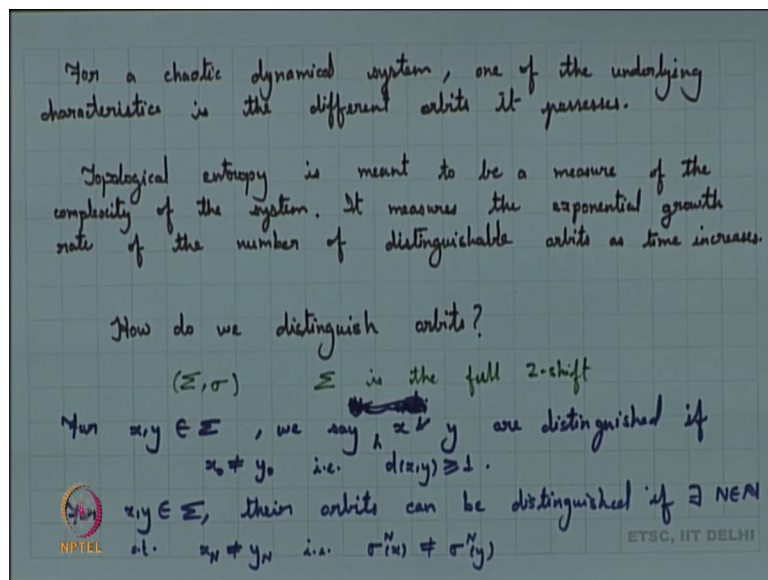 For a chaotic dynamical system, one of the underlying
characteristics is the different orbits it possesses.
Topological entropy is meant to be a measure of the
complexity of the system. It measures the exponential growth
rate of the number of distinguishable orbits as time increases.
How do we distinguish orbits?
(Σ, σ) Σ is the full 2-shift
For x,y ∈ Σ, we say x & y are distinguished if
x₀ ≠ y₀ i.e. d(x,y) ≥ 1.
For x,y ∈ Σ, their orbits can be distinguished if ∃ N∈ℕ
s.t. x_N ≠ y_N i.e. σᴺ(x) ≠ σᴺ(y)
NPTEL
ETSC, IIT DELHI